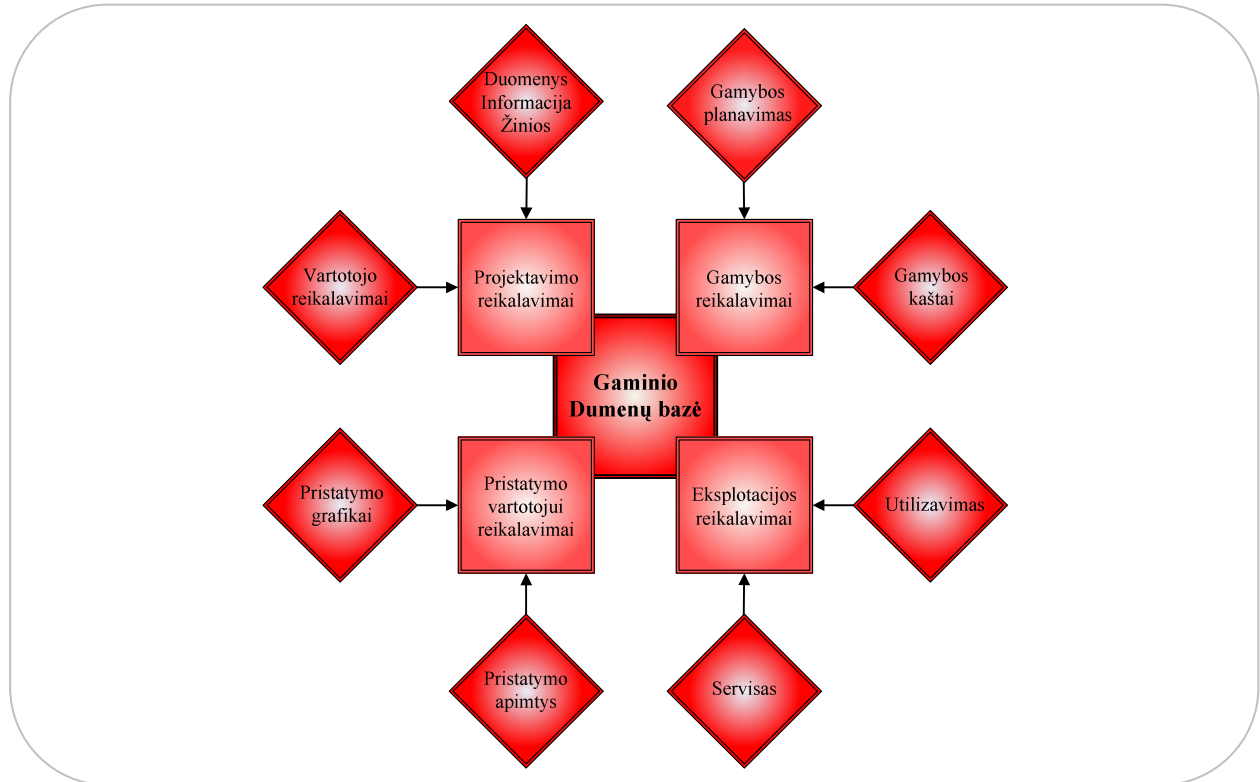 Duomenys
Informacija
Žinios
Gamybos
planavimas
Vartotojo
reikalavimai
Projektavimo
reikalavimai
Gamybos
reikalavimai
Gamybos
kaštai
Gaminio
Dumenų bazė
Pristatymo
grafikai
Pristatymo
vartotojui
reikalavimai
Eksplotacijos
reikalavimai
Utilizavimas
Pristatymo
apimtys
Servisas